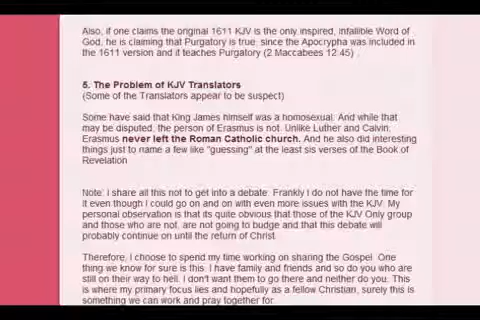 Also, if one claims the original 1611 KJV is the only inspired, infallible Word of
God, he is claiming that Purgatory is true, since the Apocrypha was included in
the 1611 version and it teaches Purgatory (2 Maccabees 12:45) .
5. The Problem of KJV Translators
(Some of the Translators appear to be suspect)
Some have said that King James himself was a homosexual. And while that
may be disputed, the person of Erasmus is not. Unlike Luther and Calvin,
Erasmus never left the Roman Catholic church. And he also did interesting
things just to name a few like "guessing" at the least sis verses of the Book of
Revelation
Note: I share all this not to get into a debate. Frankly I do not have the time for
it even though I could go on and on with even more issues with the KJV. My
personal observation is that its quite obvious that those of the KJV Only group
and those who are not, are not going to budge and that this debate will
probably continue on until the return of Christ.
Therefore, I choose to spend my time working on sharing the Gospel. One
thing we know for sure is this. I have family and friends and so do you who are
still on their way to hell. I don't want them to go there and neither do you. This
is where my primary focus lies and hopefully as a fellow Christian, surely this is
something we can work and pray together for.